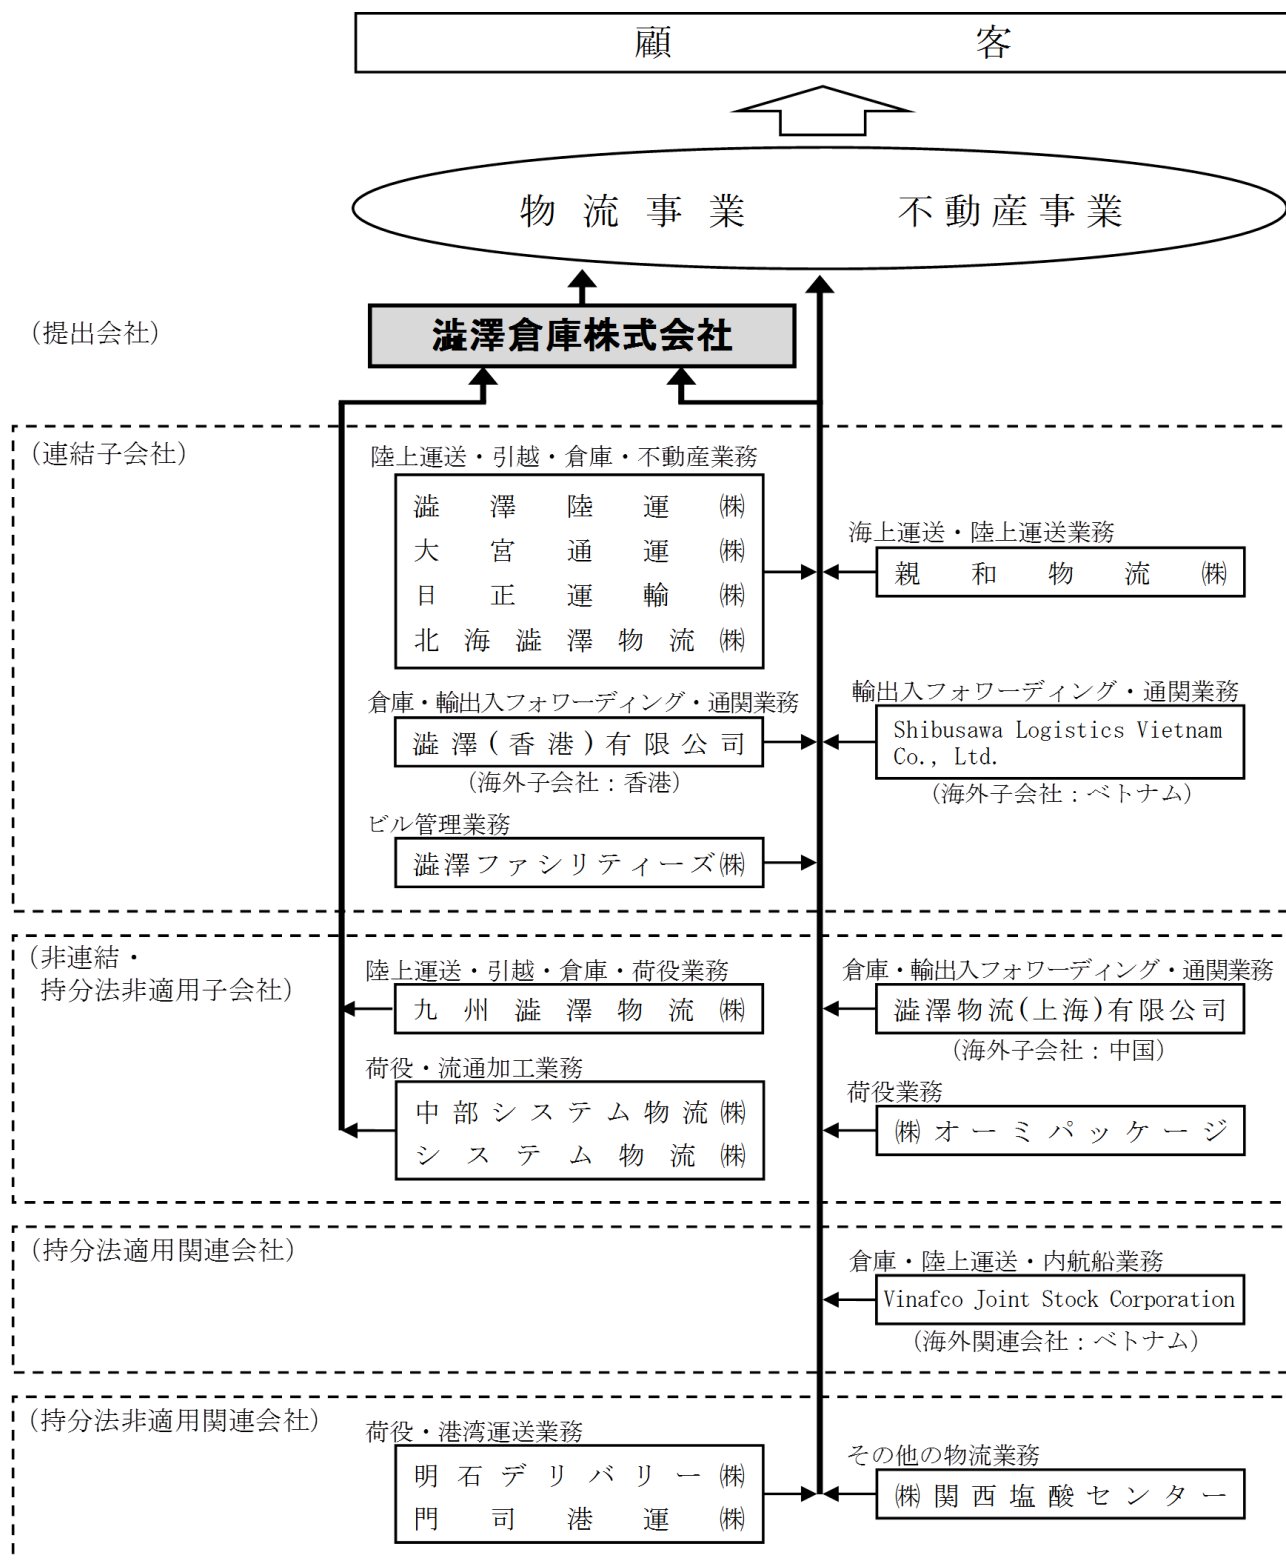 顧客
物流事業 不動産事業
（提出会社）
澁澤倉庫株式会社
（連結子会社）
陸上運送・引越・倉庫・不動産業務
澁澤陸運㈱
大宮通運㈱
日正運輸㈱
北海澁澤物流㈱
海上運送・陸上運送業務
親和物流㈱
倉庫・輸出入フォワーディング・通関業務
澁澤(香港)有限公司
（海外子会社：香港）
輸出入フォワーディング・通関業務
Shibusawa Logistics Vietnam
Co., Ltd.
（海外子会社：ベトナム）
ビル管理業務
澁澤ファシリティーズ㈱
（非連結・
持分法非適用子会社）
陸上運送・引越・倉庫・荷役業務
九州澁澤物流㈱
倉庫・輸出入フォワーディング・通関業務
澁澤物流(上海)有限公司
（海外子会社：中国）
荷役・流通加工業務
中部システム物流㈱
システム物流㈱
荷役業務
㈱オーミパッケージ
（持分法適用関連会社）
倉庫・陸上運送・内航船業務
Vinafco Joint Stock Corporation
（海外関連会社：ベトナム）
（持分法非適用関連会社）
荷役・港湾運送業務
明石デリバリー㈱
門司港運㈱
その他の物流業務
㈱関西塩酸センター